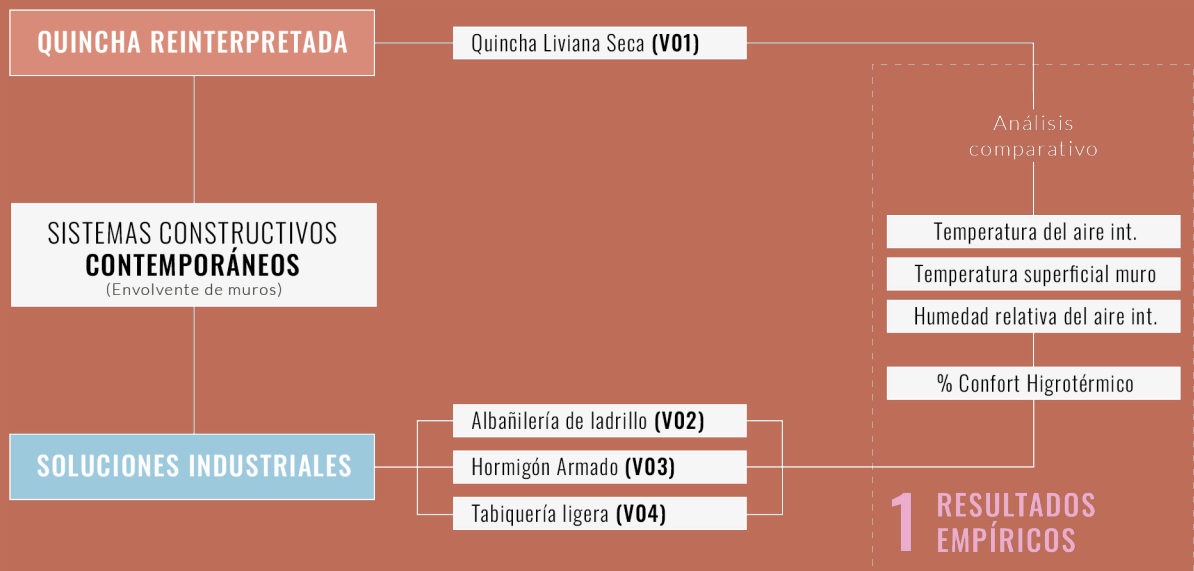 QUINCHA REINTERPRETADA
Quincha Liviana Seca (V01)
Análisis
comparativo
Temperatura del aire int.
Temperatura superficial muro
Humedad relativa del aire int.
% Confort Higrotérmico
SISTEMAS CONSTRUCTIVOS
CONTEMPORÁNEOS
(Envolvente de muros)
SOLUCIONES INDUSTRIALES
Albañilería de ladrillo (V02)
Hormigón Armado (V03)
Tabiquería ligera (V04)
1 RESULTADOS
EMPÍRICOS